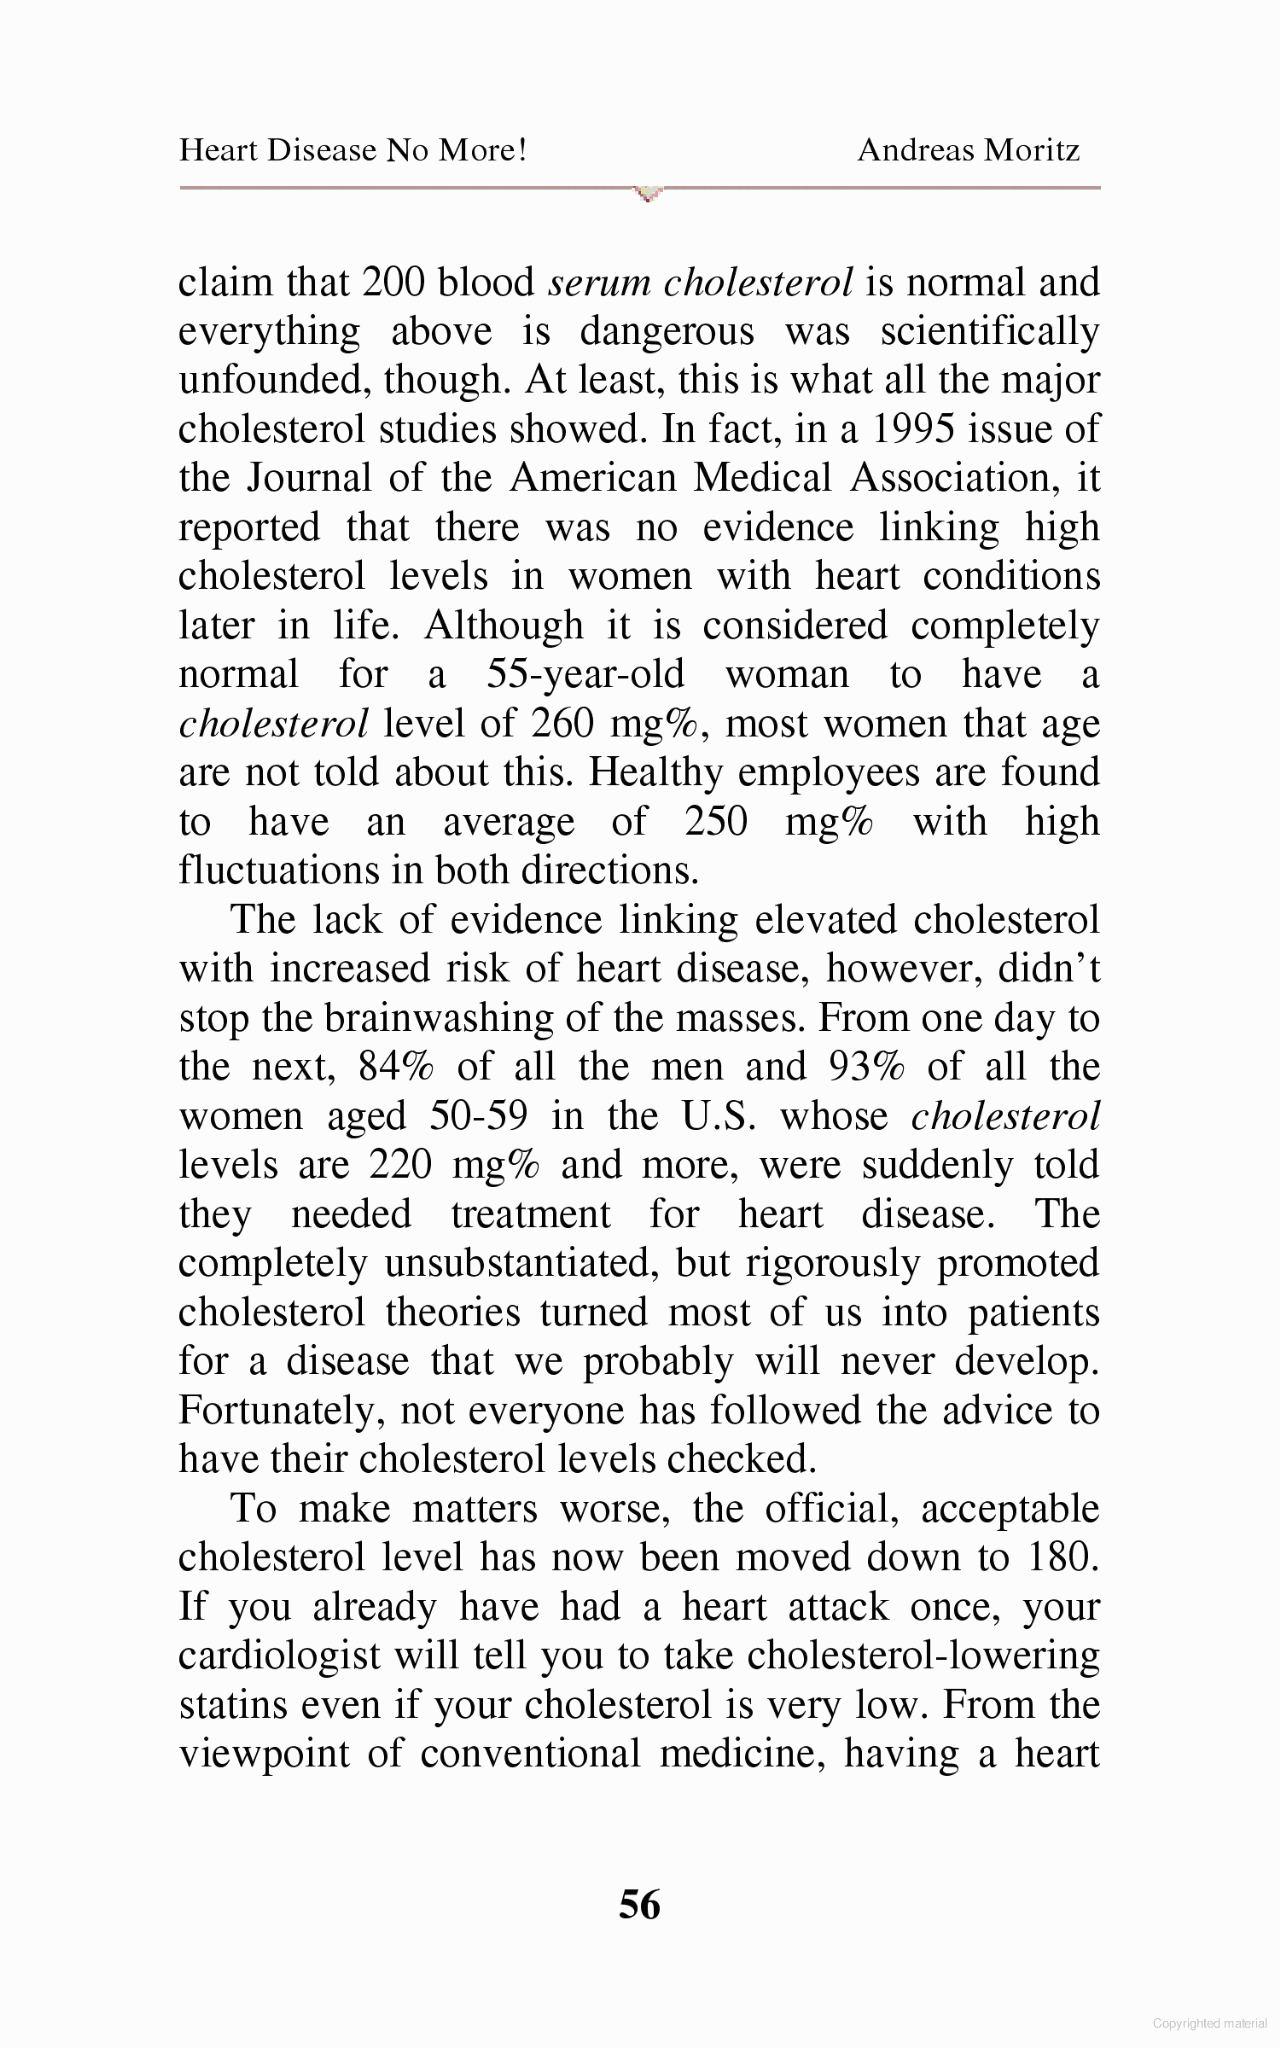 Heart Disease No More! Andreas Moritz
claim that 200 blood serum cholesterol is normal and
everything above is dangerous was scientifically
unfounded, though. At least, this is what all the major
cholesterol studies showed. In fact, in a 1995 issue of
the Journal of the American Medical Association, it
reported that there was no evidence linking high
cholesterol levels in women with heart conditions
later in life. Although it is considered completely
normal for a 55-year-old woman to have a
cholesterol level of 260 mg%, most women that age
are not told about this. Healthy employees are found
to have an average of 250 mg% with high
fluctuations in both directions.
The lack of evidence linking elevated cholesterol
with increased risk of heart disease, however, didn’t
stop the brainwashing of the masses. From one day to
the next, 84% of all the men and 93% of all the
women aged 50-59 in the U.S. whose cholesterol
levels are 220 mg% and more, were suddenly told
they needed treatment for heart disease. The
completely unsubstantiated, but rigorously promoted
cholesterol theories turned most of us into patients
for a disease that we probably will never develop.
Fortunately, not everyone has followed the advice to
have their cholesterol levels checked.
To make matters worse, the official, acceptable
cholesterol level has now been moved down to 180.
If you already have had a heart attack once, your
cardiologist will tell you to take cholesterol-lowering
statins even if your cholesterol is very low. From the
viewpoint of conventional medicine, having a heart
56
Copyrighted material